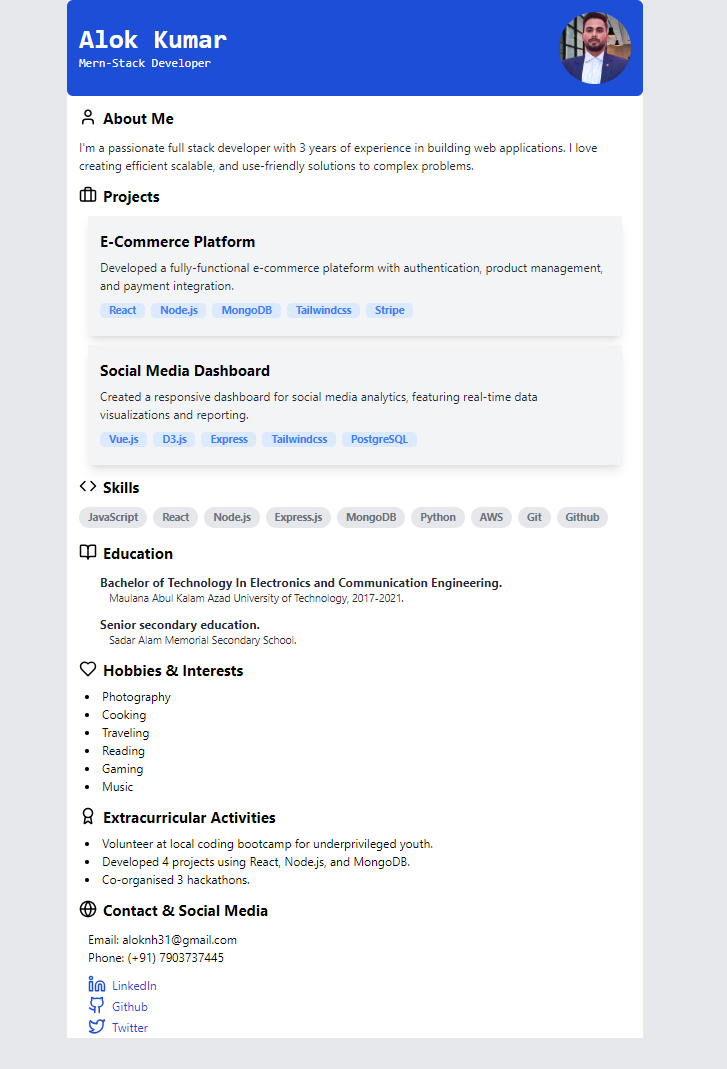 Alok Kumar
Mern-Stack Developer
About Me
I'm a passionate full stack developer with 3 years of experience in building web applications. I love
creating efficient scalable, and use-friendly solutions to complex problems.
Projects
E-Commerce Platform
Developed a fully-functional e-commerce plateform with authentication, product management,
and payment integration.
React Node.js MongoDB Tailwindcss Stripe
Social Media Dashboard
Created a responsive dashboard for social media analytics, featuring real-time data
visualizations and reporting.
Vue.js D3.js Express Tailwindcss PostgreSQL
Skills
JavaScript React Node.js Express.js MongoDB Python AWS Git Github
Education
Bachelor of Technology In Electronics and Communication Engineering.
Maulana Abul Kalam Azad University of Technology, 2017-2021.
Senior secondary education.
Sadar Alam Memorial Secondary School.
Hobbies & Interests
• Photography
• Cooking
• Traveling
• Reading
• Gaming
• Music
Extracurricular Activities
• Volunteer at local coding bootcamp for underprivileged youth.
• Developed 4 projects using React, Node.js, and MongoDB.
• Co-organised 3 hackathons.
Contact & Social Media
Email: aloknh31@gmail.com
Phone: (+91) 7903737445
LinkedIn
Github
Twitter